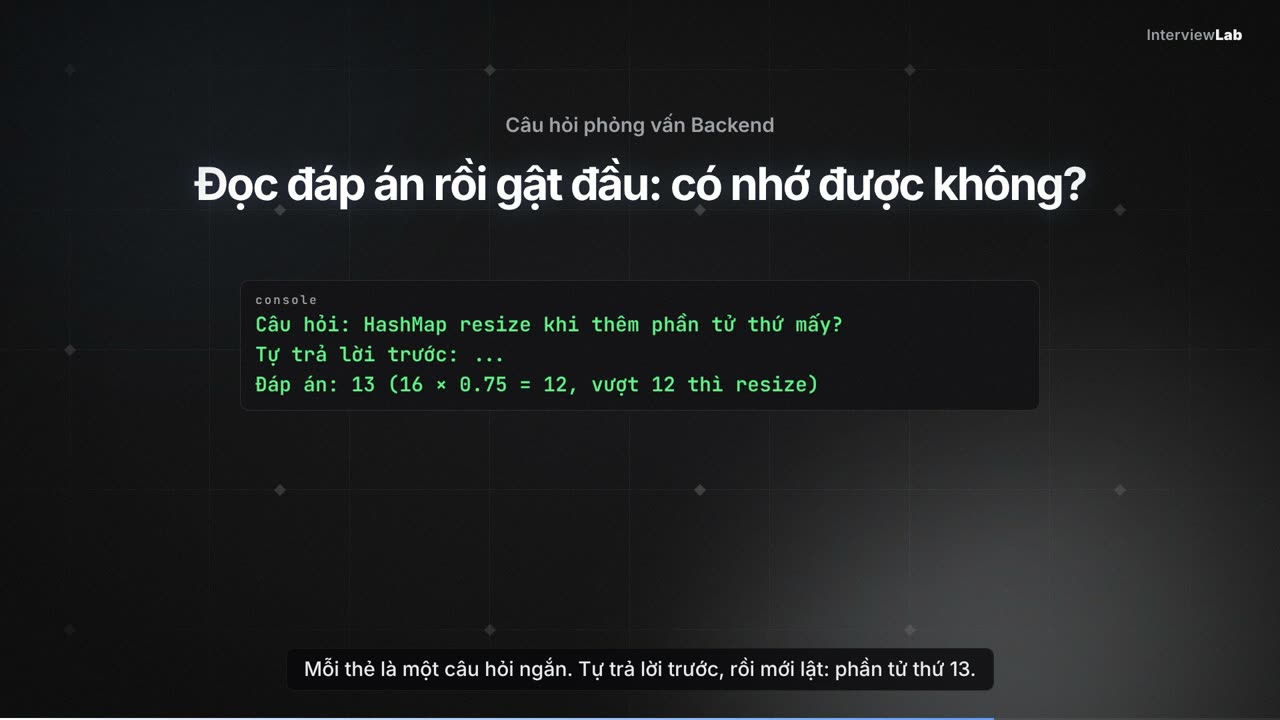 InterviewLab
Câu hỏi phỏng vấn Backend
Đọc đáp án rồi gật đầu: có nhớ được không?
console
Câu hỏi: HashMap resize khi thêm phần tử thứ mấy?
Tự trả lời trước: ...
Đáp án: 13 (16 × 0.75 = 12, vượt 12 thì resize)
Mỗi thẻ là một câu hỏi ngắn. Tự trả lời trước, rồi mới lật: phần tử thứ 13.